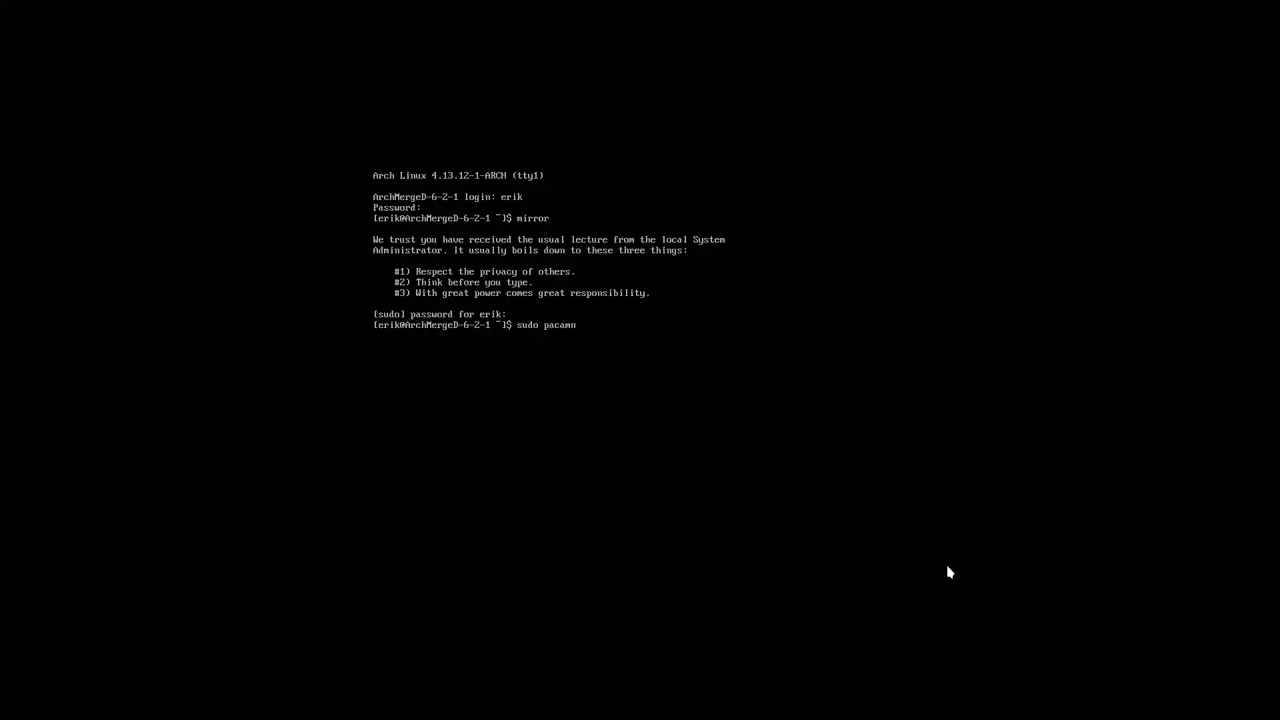 Arch Linux 4.13.12-1-ARCH (tty1)
ArchMergeD-6-2-1 login: erik
Password:
[erik@ArchMergeD-6-2-1 ~]$ mirror
We trust you have received the usual lecture from the local System
Administrator. It usually boils down to these three things:
#1) Respect the privacy of others.
#2) Think before you type.
#3) With great power comes great responsibility.
[sudo] password for erik:
[erik@ArchMergeD-6-2-1 ~]$ sudo pacamn